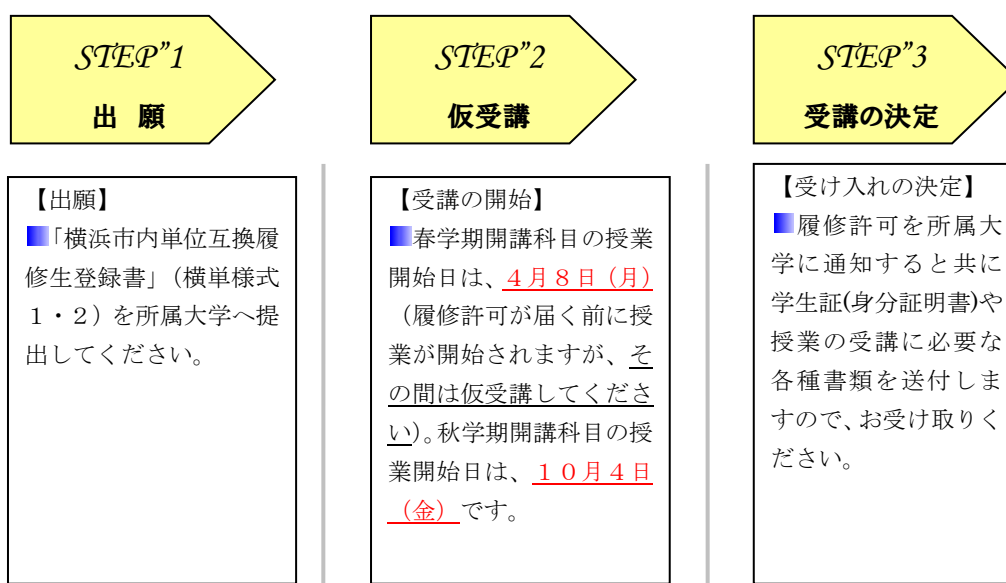 STEP”1
出 願
【出願】
「横浜市内単位互換履
修生登録書」（横単様式
１・２）を所属大学へ提
出してください。
STEP”2
仮受講
【受講の開始】
春学期開講科目の授業
開始日は、４月８日（月）
（履修許可が届く前に授
業が開始されますが、そ
の間は仮受講してくださ
い）。秋学期開講科目の授
業開始日は、１０月４日
（金）です。
STEP”3
受講の決定
【受け入れの決定】
履修許可を所属大
学に通知すると共に
学生証(身分証明書)や
授業の受講に必要な
各種書類を送付しま
すので、お受け取りく
ださい。